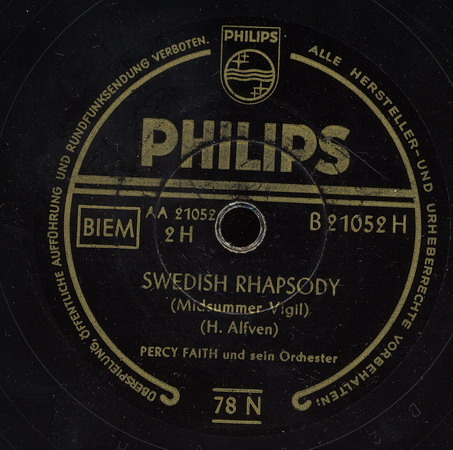 PHILIPS
ALLE HERSTELLER- UND URHEBERRECHTE VORBEHALTEN!
ÜBERSPIELUNG, ÖFFENTLICHE AUFFÜHRUNG UND RUNDFUNKSENDUNG VERBOTEN.
PHILIPS
BIEM
AA 21052
2 H
B 21052 H
SWEDISH RHAPSODY
(Midsummer Vigil)
(H. Alfven)
PERCY FAITH und sein Orchester
78 N